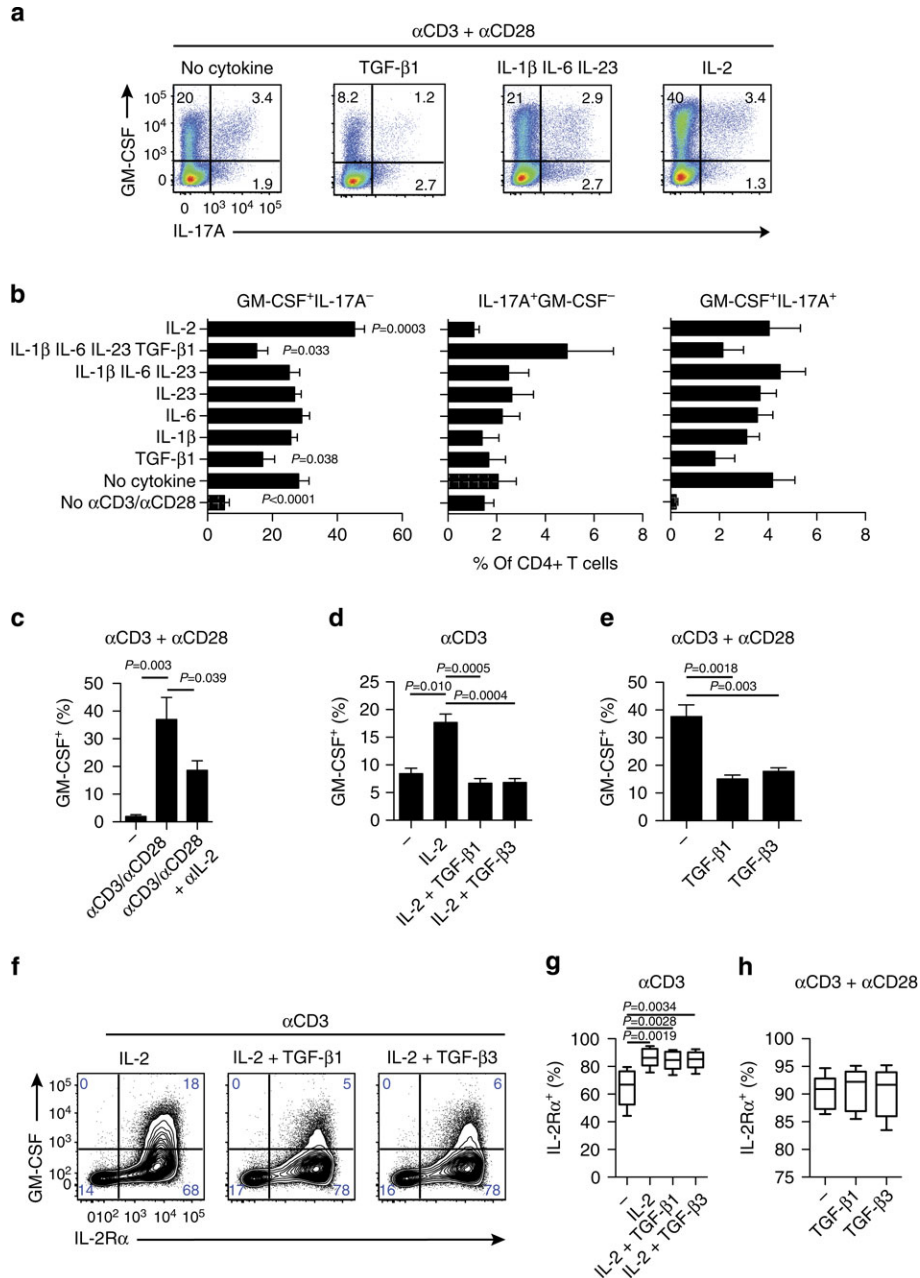 a
αCD3 + αCD28
No cytokine TGF-β1 IL-1β IL-6 IL-23 IL-2
20 3.4 8.2 1.2 21 2.9 40 3.4
10⁵
10⁴
10³
0
GM-CSF
1.9 2.7 2.7 1.3
0 10³ 10⁴ 10⁵
IL-17A
b
GM-CSF⁺IL-17A⁻ IL-17A⁺GM-CSF⁻ GM-CSF⁺IL-17A⁺
IL-2 P=0.0003
IL-1β IL-6 IL-23 TGF-β1 P=0.033
IL-1β IL-6 IL-23
IL-23
IL-6
IL-1β
TGF-β1 P=0.038
No cytokine
No αCD3/αCD28 P<0.0001
0 20 40 60 0 2 4 6 8 0 2 4 6 8
% Of CD4+ T cells
c
αCD3 + αCD28
P=0.003
P=0.039
50
40
30
20
10
0
GM-CSF⁺ (%)
–
αCD3/αCD28
αCD3/αCD28
+ αIL-2
d
αCD3
P=0.0005
P=0.010
P=0.0004
25
20
15
10
5
0
GM-CSF⁺ (%)
–
IL-2
IL-2 + TGF-β1
IL-2 + TGF-β3
e
αCD3 + αCD28
P=0.0018
P=0.003
50
40
30
20
10
0
GM-CSF⁺ (%)
–
TGF-β1
TGF-β3
f
αCD3
IL-2 IL-2 + TGF-β1 IL-2 + TGF-β3
0 18 0 5 0 6
10⁵
10⁴
10³
10²
0
GM-CSF
14 68 17 78 16 78
0 10² 10³ 10⁴ 10⁵
IL-2Rα
g
αCD3
P=0.0034
P=0.0028
P=0.0019
100
80
60
40
20
0
IL-2Rα⁺ (%)
–
IL-2
IL-2 + TGF-β1
IL-2 + TGF-β3
h
αCD3 + αCD28
100
95
90
85
80
75
IL-2Rα⁺ (%)
–
TGF-β1
TGF-β3